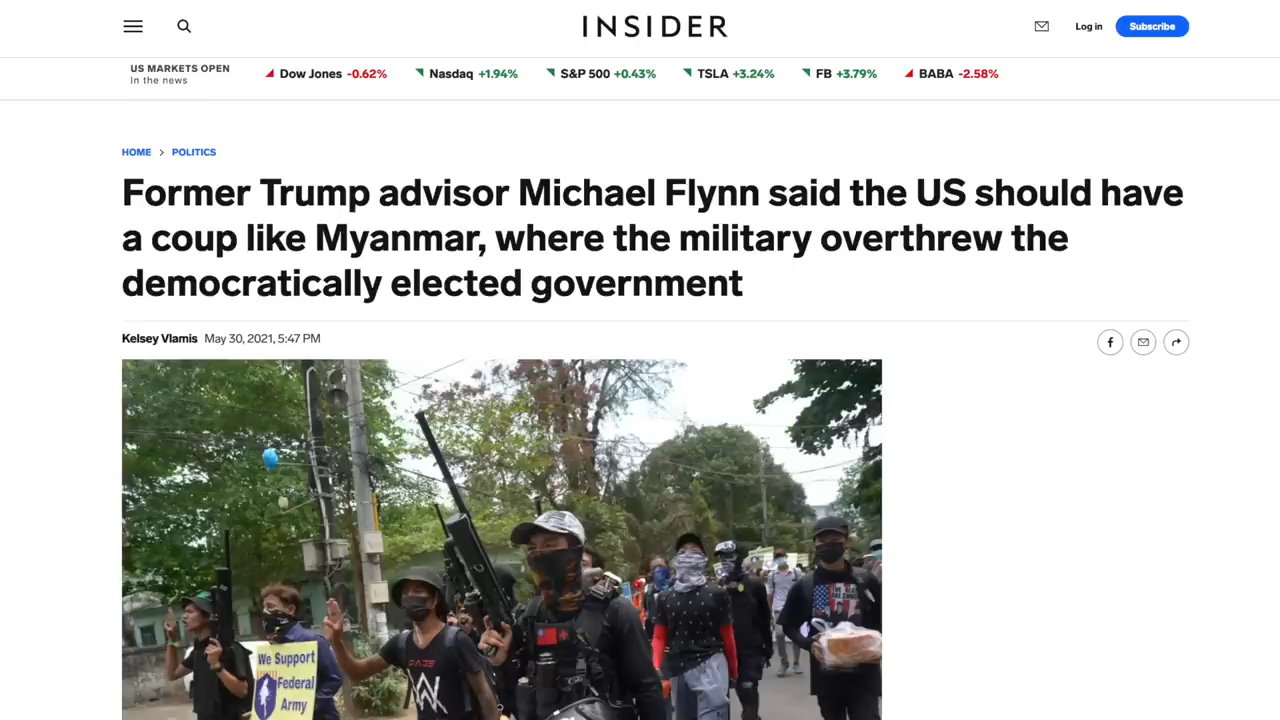 INSIDER
Log in
Subscribe
US MARKETS OPEN
In the news
Dow Jones -0.62%
Nasdaq +1.94%
S&P 500 +0.43%
TSLA +3.24%
FB +3.79%
BABA -2.58%
HOME > POLITICS
Former Trump advisor Michael Flynn said the US should have
a coup like Myanmar, where the military overthrew the
democratically elected government
Kelsey Vlamis May 30, 2021, 5:47 PM
We Support
Federal
Army